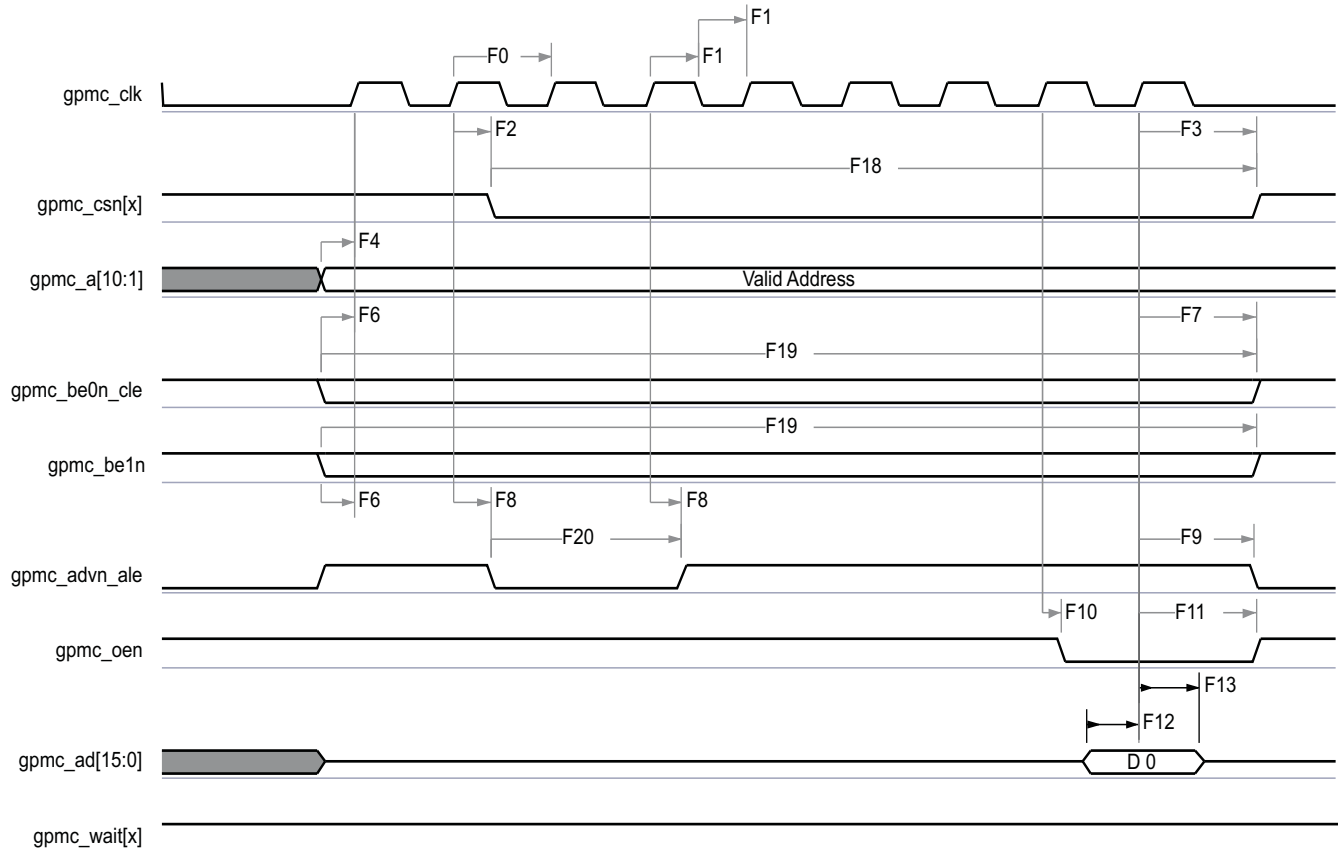 F1
F0
F1
gpmc_clk
F2
F3
F18
gpmc_csn[x]
F4
gpmc_a[10:1]
Valid Address
F6
F7
F19
gpmc_be0n_cle
F19
gpmc_be1n
F6
F8
F8
F20
F9
gpmc_advn_ale
F10
F11
gpmc_oen
F13
F12
gpmc_ad[15:0]
D 0
gpmc_wait[x]